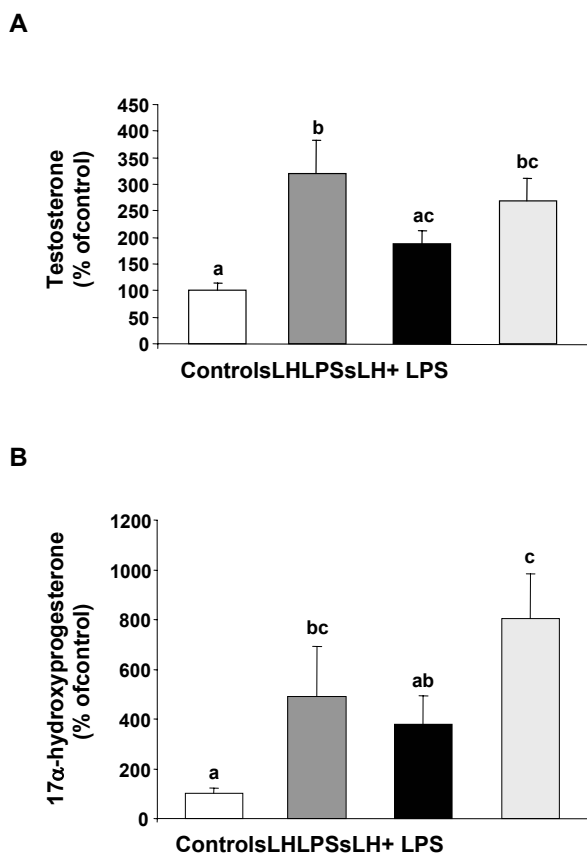 A
Testosterone
(% ofcontrol)
450
400
350
300
250
200
150
100
50
0
a
b
ac
bc
ControlsLHLPSsLH+ LPS
B
17α-hydroxyprogesterone
(% ofcontrol)
1200
1000
800
600
400
200
0
a
bc
ab
c
ControlsLHLPSsLH+ LPS